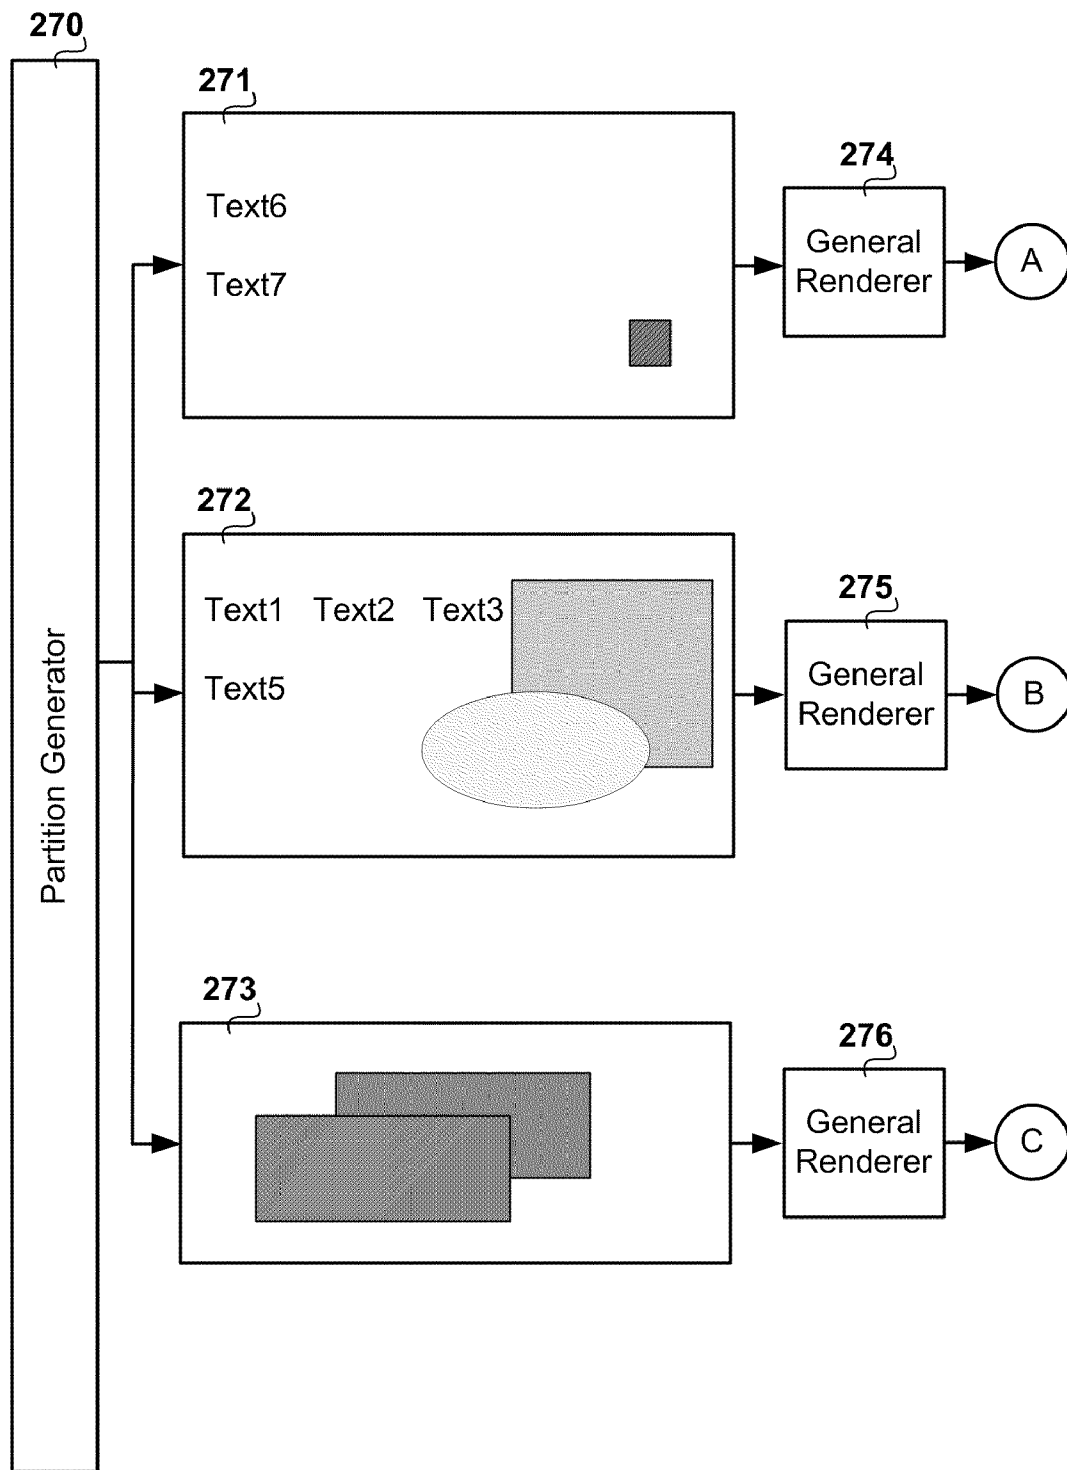 270
271
Text6
Text7
274
General
Renderer
A
272
Text1 Text2 Text3
Text5
275
General
Renderer
B
Partition Generator
273
276
General
Renderer
C